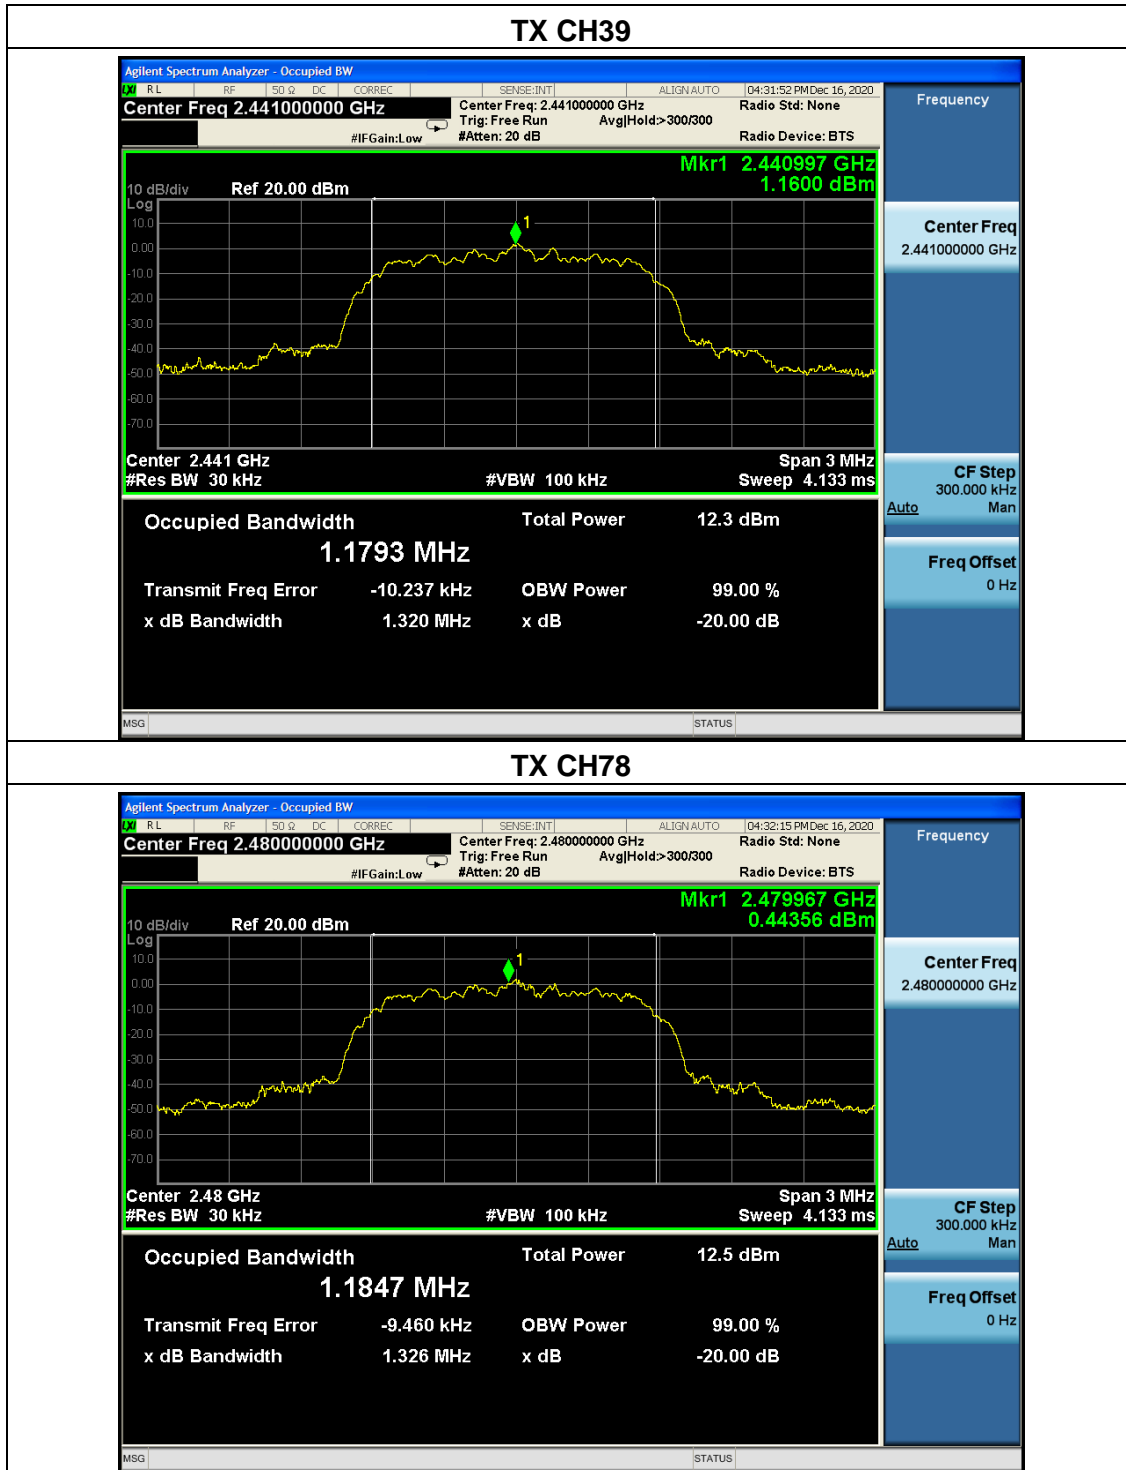 TX CH39
Agilent Spectrum Analyzer - Occupied BW
LXI RL RF 50 Ω DC CORREC SENSE:INT ALIGN AUTO 04:31:52 PM Dec 16, 2020
Center Freq 2.441000000 GHz Center Freq: 2.441000000 GHz Radio Std: None Frequency
Trig: Free Run Avg|Hold:>300/300
#IFGain:Low #Atten: 20 dB Radio Device: BTS
Mkr1 2.440997 GHz
10 dB/div Ref 20.00 dBm 1.1600 dBm
Log
10.0
1
0.00
-10.0
-20.0
-30.0
-40.0
-50.0
-60.0
-70.0
Center Freq
2.441000000 GHz
Center 2.441 GHz Span 3 MHz
#Res BW 30 kHz #VBW 100 kHz Sweep 4.133 ms
CF Step
300.000 kHz
Auto Man
Occupied Bandwidth Total Power 12.3 dBm
1.1793 MHz
Transmit Freq Error -10.237 kHz OBW Power 99.00 %
x dB Bandwidth 1.320 MHz x dB -20.00 dB
Freq Offset
0 Hz
MSG STATUS
TX CH78
Agilent Spectrum Analyzer - Occupied BW
LXI RL RF 50 Ω DC CORREC SENSE:INT ALIGN AUTO 04:32:15 PM Dec 16, 2020
Center Freq 2.480000000 GHz Center Freq: 2.480000000 GHz Radio Std: None Frequency
Trig: Free Run Avg|Hold:>300/300
#IFGain:Low #Atten: 20 dB Radio Device: BTS
Mkr1 2.479967 GHz
10 dB/div Ref 20.00 dBm 0.44356 dBm
Log
10.0
1
0.00
-10.0
-20.0
-30.0
-40.0
-50.0
-60.0
-70.0
Center Freq
2.480000000 GHz
Center 2.48 GHz Span 3 MHz
#Res BW 30 kHz #VBW 100 kHz Sweep 4.133 ms
CF Step
300.000 kHz
Auto Man
Occupied Bandwidth Total Power 12.5 dBm
1.1847 MHz
Transmit Freq Error -9.460 kHz OBW Power 99.00 %
x dB Bandwidth 1.326 MHz x dB -20.00 dB
Freq Offset
0 Hz
MSG STATUS